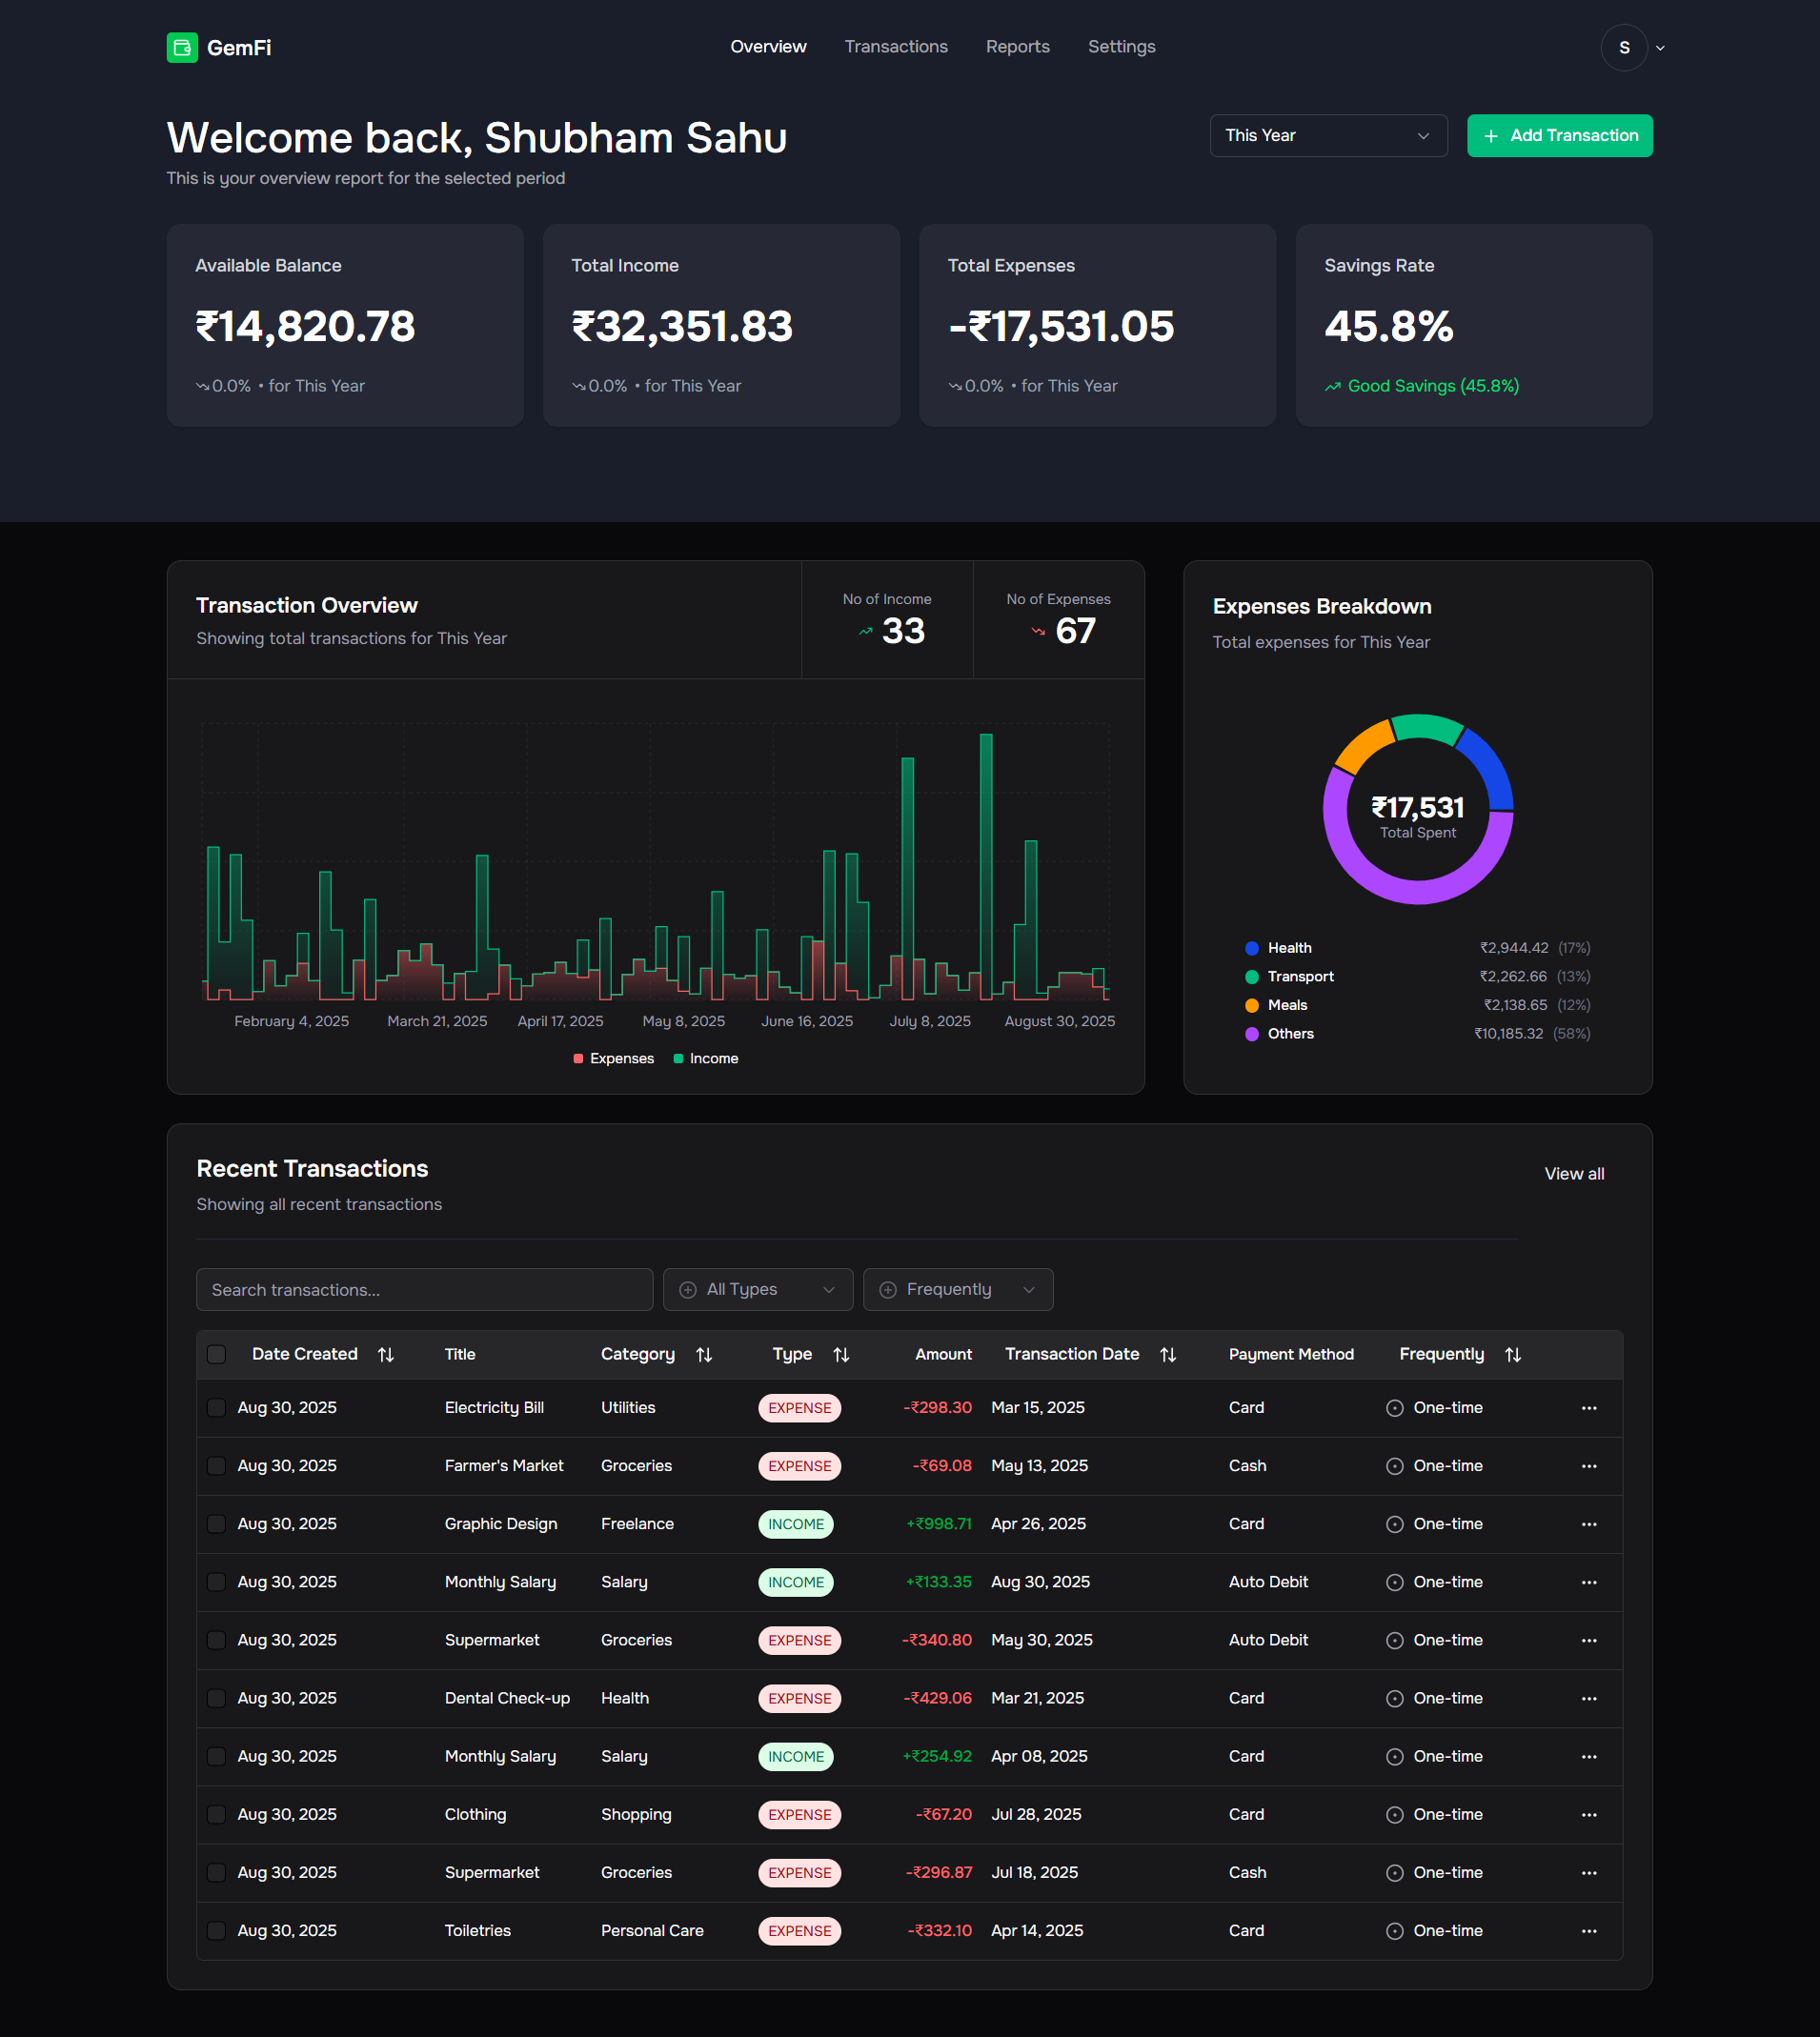 GemFi
Overview Transactions Reports Settings
S
Welcome back, Shubham Sahu
This is your overview report for the selected period
This Year
Add Transaction
Available Balance
₹14,820.78
0.0% • for This Year
Total Income
₹32,351.83
0.0% • for This Year
Total Expenses
-₹17,531.05
0.0% • for This Year
Savings Rate
45.8%
Good Savings (45.8%)
Transaction Overview
Showing total transactions for This Year
No of Income
33
No of Expenses
67
February 4, 2025 March 21, 2025 April 17, 2025 May 8, 2025 June 16, 2025 July 8, 2025 August 30, 2025
Expenses Income
Expenses Breakdown
Total expenses for This Year
₹17,531
Total Spent
Health ₹2,944.42 (17%)
Transport ₹2,262.66 (13%)
Meals ₹2,138.65 (12%)
Others ₹10,185.32 (58%)
Recent Transactions
Showing all recent transactions
View all
Search transactions... All Types Frequently
Date Created Title Category Type Amount Transaction Date Payment Method Frequently
Aug 30, 2025 Electricity Bill Utilities EXPENSE -₹298.30 Mar 15, 2025 Card One-time
Aug 30, 2025 Farmer's Market Groceries EXPENSE -₹69.08 May 13, 2025 Cash One-time
Aug 30, 2025 Graphic Design Freelance INCOME +₹998.71 Apr 26, 2025 Card One-time
Aug 30, 2025 Monthly Salary Salary INCOME +₹133.35 Aug 30, 2025 Auto Debit One-time
Aug 30, 2025 Supermarket Groceries EXPENSE -₹340.80 May 30, 2025 Auto Debit One-time
Aug 30, 2025 Dental Check-up Health EXPENSE -₹429.06 Mar 21, 2025 Card One-time
Aug 30, 2025 Monthly Salary Salary INCOME +₹254.92 Apr 08, 2025 Card One-time
Aug 30, 2025 Clothing Shopping EXPENSE -₹67.20 Jul 28, 2025 Card One-time
Aug 30, 2025 Supermarket Groceries EXPENSE -₹296.87 Jul 18, 2025 Cash One-time
Aug 30, 2025 Toiletries Personal Care EXPENSE -₹332.10 Apr 14, 2025 Card One-time